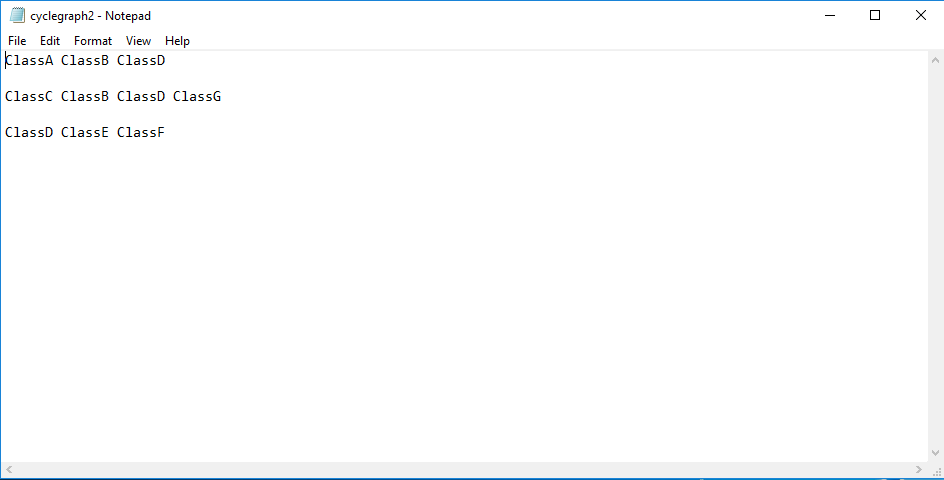 cyclegraph2 - Notepad
File Edit Format View Help
ClassA ClassB ClassD
ClassC ClassB ClassD ClassG
ClassD ClassE ClassF